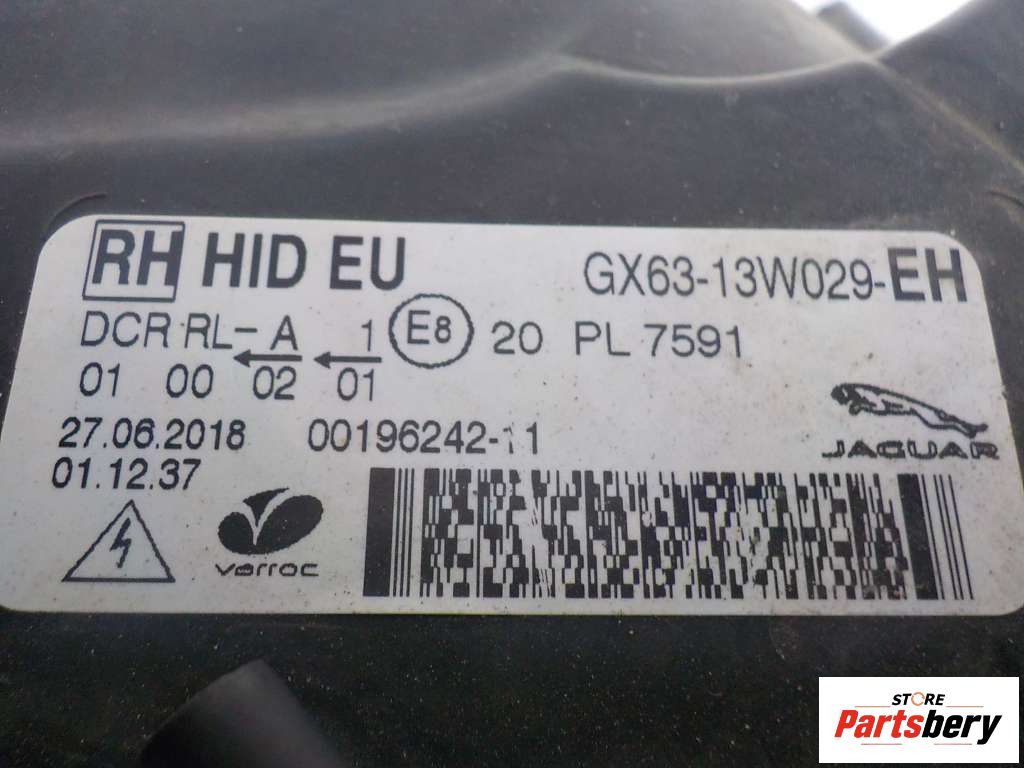 RH HID EU GX63-13W029-EH
DCR RL- A 1 E8 20 PL 7591
01 00 02 01
27.06.2018 00196242-11
01.12.37
JAGUAR
varroc
STORE
Partsbery